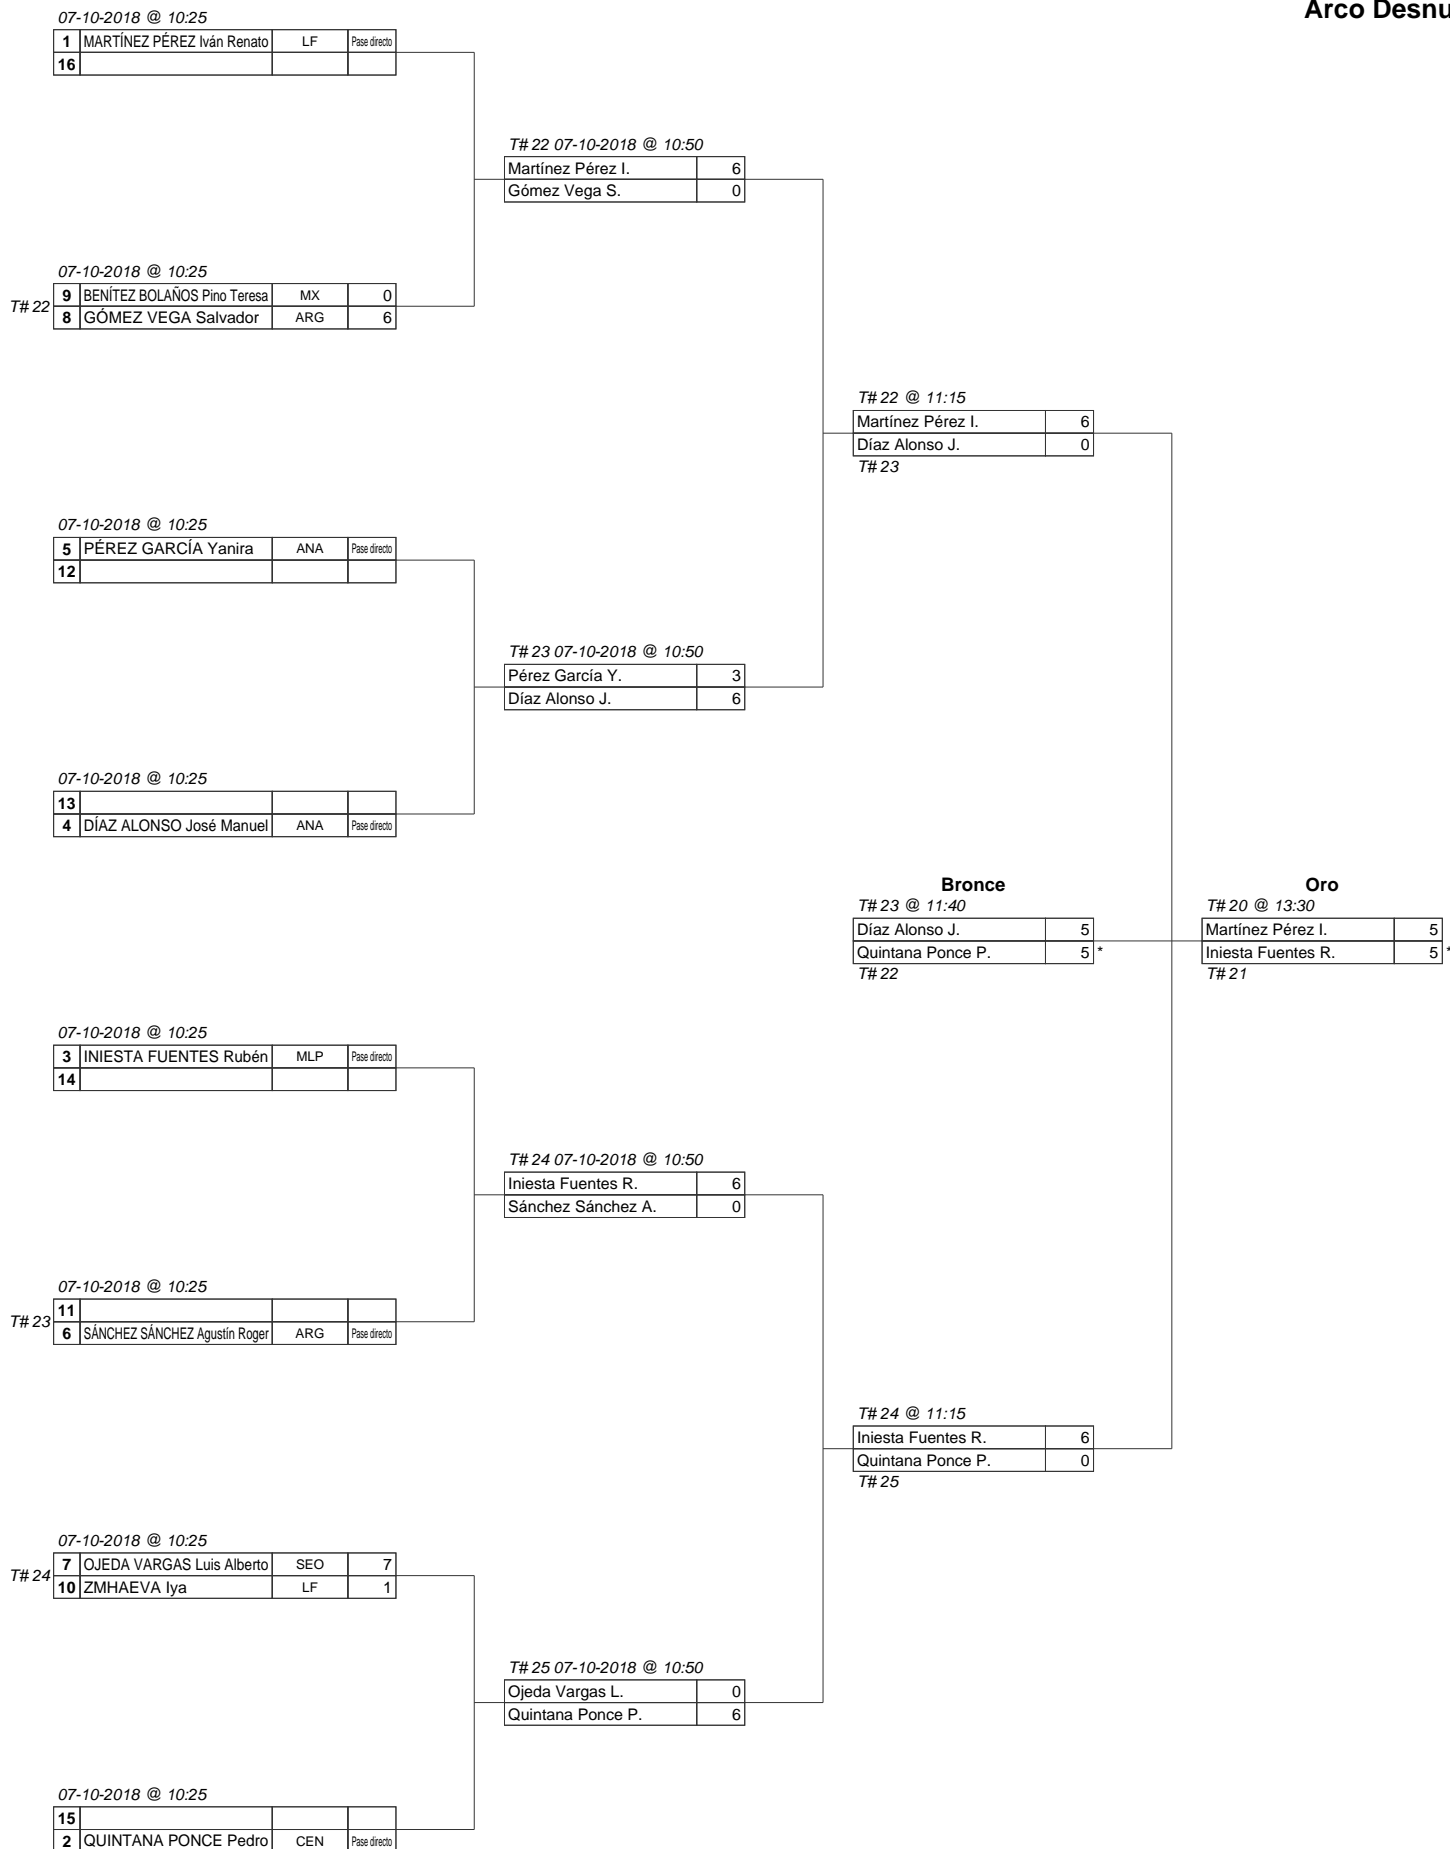 Arco Desnu
07-10-2018 @ 10:25
1 MARTÍNEZ PÉREZ Iván Renato LF Pase directo
16
T# 22 07-10-2018 @ 10:50
Martínez Pérez I. 6
Gómez Vega S. 0
07-10-2018 @ 10:25
T# 22
9 BENÍTEZ BOLAÑOS Pino Teresa MX 0
8 GÓMEZ VEGA Salvador ARG 6
T# 22 @ 11:15
Martínez Pérez I. 6
Díaz Alonso J. 0
T# 23
07-10-2018 @ 10:25
5 PÉREZ GARCÍA Yanira ANA Pase directo
12
T# 23 07-10-2018 @ 10:50
Pérez García Y. 3
Díaz Alonso J. 6
07-10-2018 @ 10:25
13
4 DÍAZ ALONSO José Manuel ANA Pase directo
Bronce
T# 23 @ 11:40
Díaz Alonso J. 5
Quintana Ponce P. 5 *
T# 22
Oro
T# 20 @ 13:30
Martínez Pérez I. 5
Iniesta Fuentes R. 5 *
T# 21
07-10-2018 @ 10:25
3 INIESTA FUENTES Rubén MLP Pase directo
14
T# 24 07-10-2018 @ 10:50
Iniesta Fuentes R. 6
Sánchez Sánchez A. 0
07-10-2018 @ 10:25
T# 23
11
6 SÁNCHEZ SÁNCHEZ Agustín Roger ARG Pase directo
T# 24 @ 11:15
Iniesta Fuentes R. 6
Quintana Ponce P. 0
T# 25
07-10-2018 @ 10:25
T# 24
7 OJEDA VARGAS Luis Alberto SEO 7
10 ZMHAEVA Iya LF 1
T# 25 07-10-2018 @ 10:50
Ojeda Vargas L. 0
Quintana Ponce P. 6
07-10-2018 @ 10:25
15
2 QUINTANA PONCE Pedro CEN Pase directo